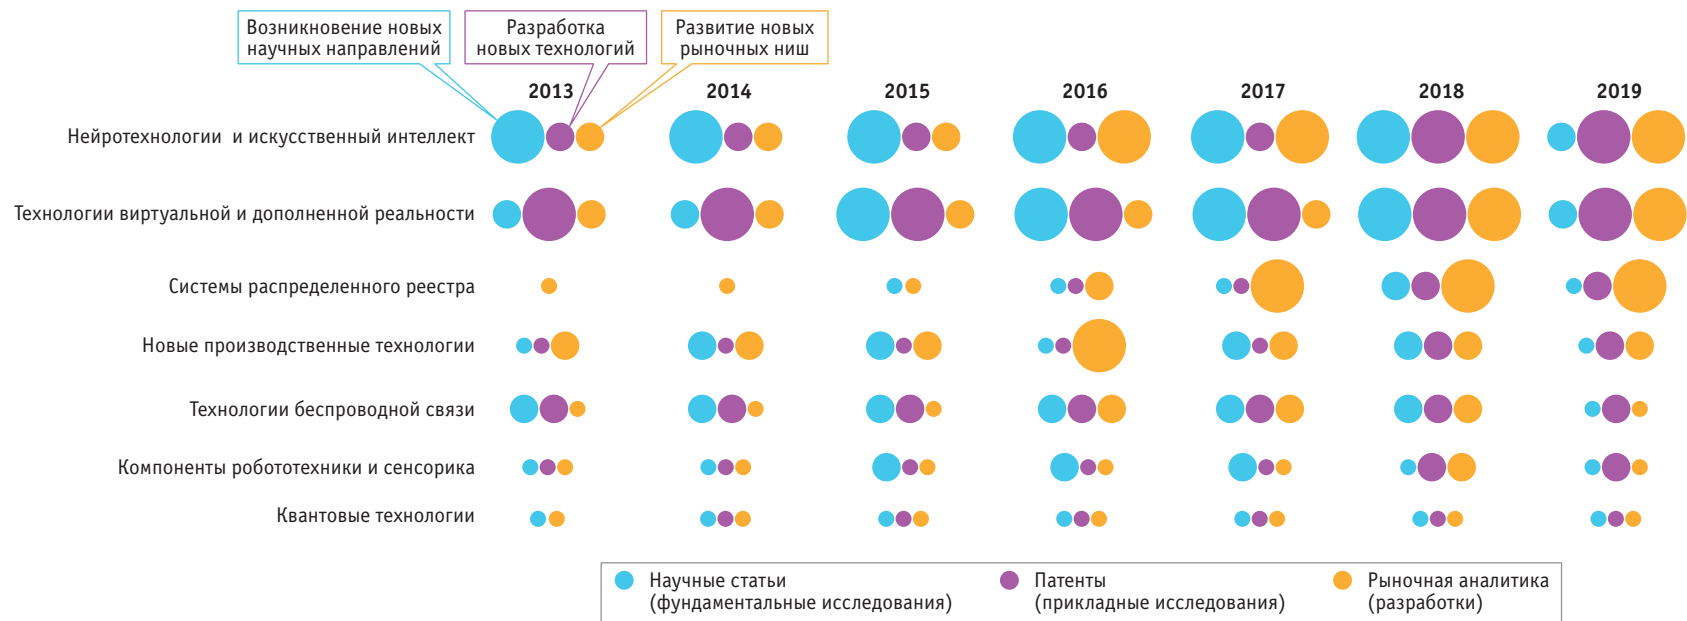 Возникновение новых
научных направлений
Разработка
новых технологий
Развитие новых
рыночных ниш
2013 2014 2015 2016 2017 2018 2019
Нейротехнологии и искусственный интеллект
Технологии виртуальной и дополненной реальности
Системы распределенного реестра
Новые производственные технологии
Технологии беспроводной связи
Компоненты робототехники и сенсорика
Квантовые технологии
Научные статьи
(фундаментальные исследования)
Патенты
(прикладные исследования)
Рыночная аналитика
(разработки)